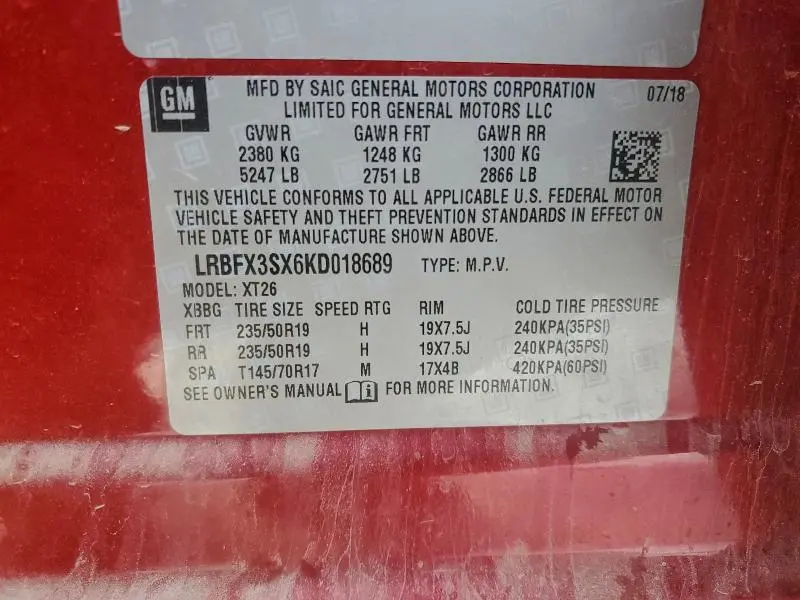 GM
MFD BY SAIC GENERAL MOTORS CORPORATION 07/18
LIMITED FOR GENERAL MOTORS LLC
GVWR GAWR FRT GAWR RR
2380 KG 1248 KG 1300 KG
5247 LB 2751 LB 2866 LB
THIS VEHICLE CONFORMS TO ALL APPLICABLE U.S. FEDERAL MOTOR
VEHICLE SAFETY AND THEFT PREVENTION STANDARDS IN EFFECT ON
THE DATE OF MANUFACTURE SHOWN ABOVE.
LRBFX3SX6KD018689 TYPE: M.P.V.
MODEL: XT26
XBBG TIRE SIZE SPEED RTG RIM COLD TIRE PRESSURE
FRT 235/50R19 H 19X7.5J 240KPA(35PSI)
RR 235/50R19 H 19X7.5J 240KPA(35PSI)
SPA T145/70R17 M 17X4B 420KPA(60PSI)
SEE OWNER'S MANUAL i FOR MORE INFORMATION.